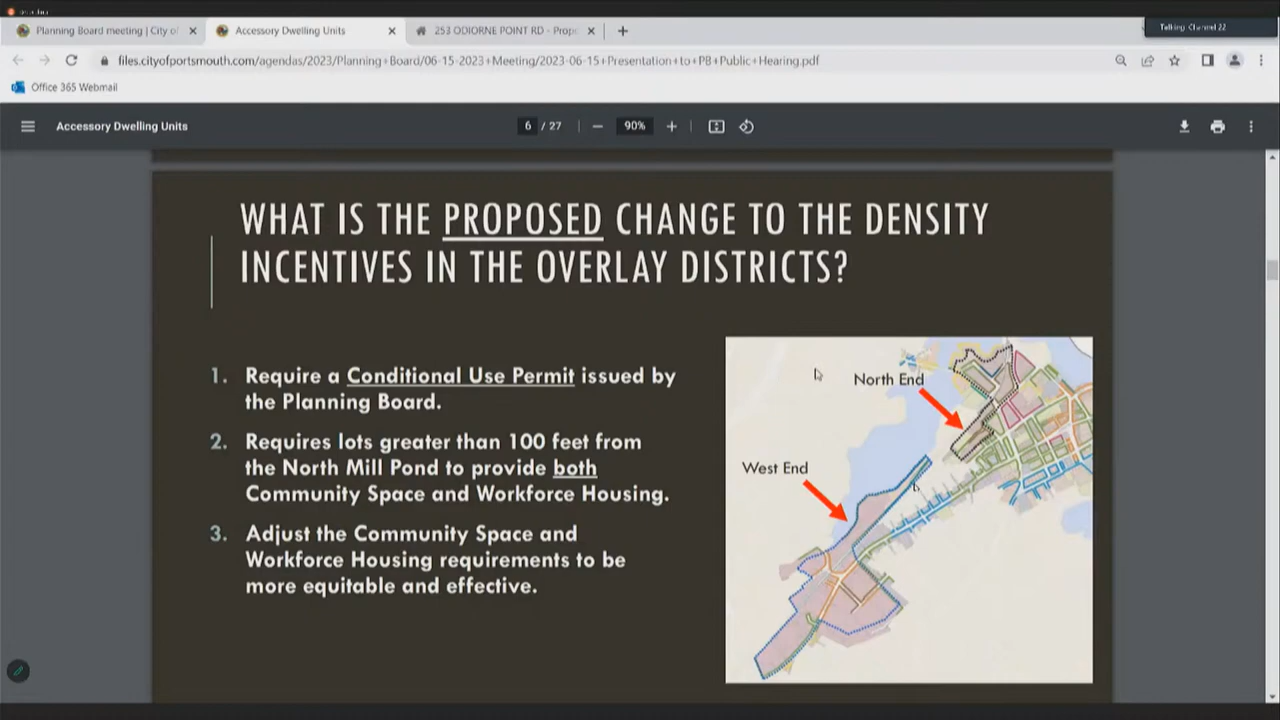 Planning Board meeting | City of
Accessory Dwelling Units
253 ODIORNE POINT RD - Prop
Talking: Channel 22
files.cityofportsmouth.com/agendas/2023/Planning+Board/06-15-2023+Meeting/2023-06-15+Presentation+to+PB+Public+Hearing.pdf
Office 365 Webmail
Accessory Dwelling Units
6 / 27
90%
WHAT IS THE PROPOSED CHANGE TO THE DENSITY
INCENTIVES IN THE OVERLAY DISTRICTS?
1. Require a Conditional Use Permit issued by
the Planning Board.
2. Requires lots greater than 100 feet from
the North Mill Pond to provide both
Community Space and Workforce Housing.
3. Adjust the Community Space and
Workforce Housing requirements to be
more equitable and effective.
North End
West End